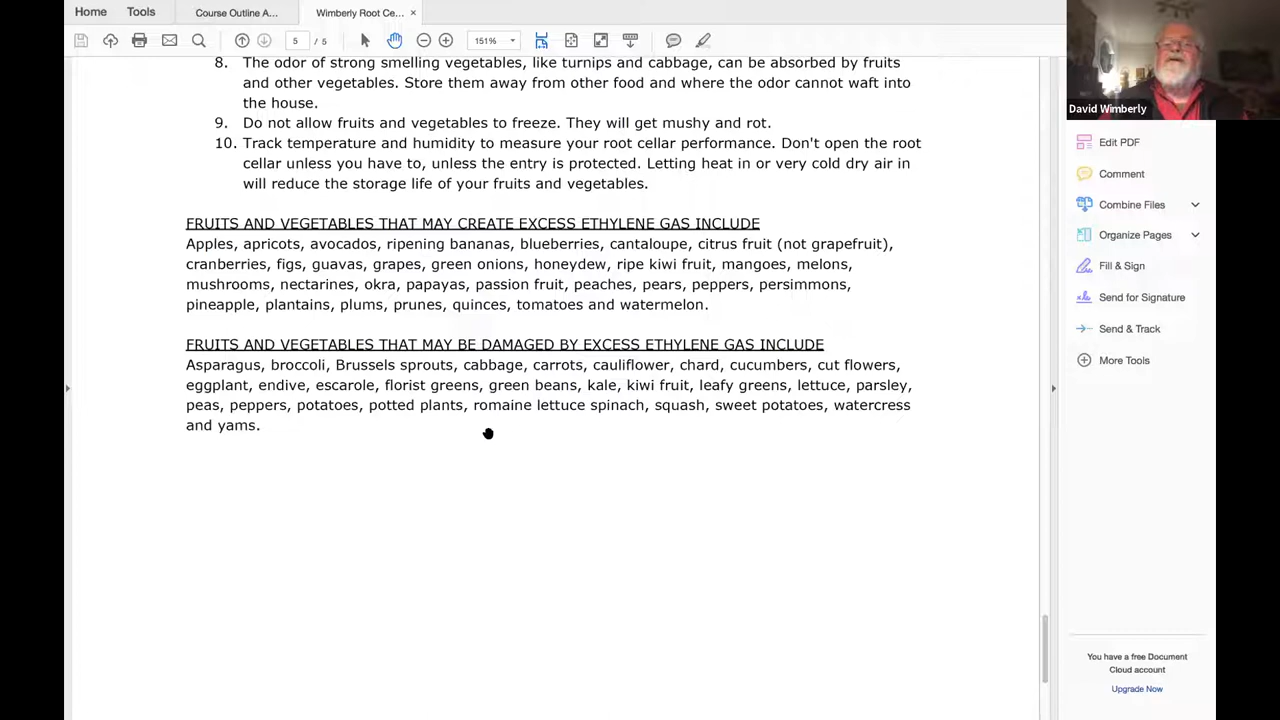 Home
Tools
Course Outline A...
Wimberly Root Ce...
×
5 / 5
151%
8. The odor of strong smelling vegetables, like turnips and cabbage, can be absorbed by fruits
and other vegetables. Store them away from other food and where the odor cannot waft into
the house.
9. Do not allow fruits and vegetables to freeze. They will get mushy and rot.
10. Track temperature and humidity to measure your root cellar performance. Don't open the root
cellar unless you have to, unless the entry is protected. Letting heat in or very cold dry air in
will reduce the storage life of your fruits and vegetables.
FRUITS AND VEGETABLES THAT MAY CREATE EXCESS ETHYLENE GAS INCLUDE
Apples, apricots, avocados, ripening bananas, blueberries, cantaloupe, citrus fruit (not grapefruit),
cranberries, figs, guavas, grapes, green onions, honeydew, ripe kiwi fruit, mangoes, melons,
mushrooms, nectarines, okra, papayas, passion fruit, peaches, pears, peppers, persimmons,
pineapple, plantains, plums, prunes, quinces, tomatoes and watermelon.
FRUITS AND VEGETABLES THAT MAY BE DAMAGED BY EXCESS ETHYLENE GAS INCLUDE
Asparagus, broccoli, Brussels sprouts, cabbage, carrots, cauliflower, chard, cucumbers, cut flowers,
eggplant, endive, escarole, florist greens, green beans, kale, kiwi fruit, leafy greens, lettuce, parsley,
peas, peppers, potatoes, potted plants, romaine lettuce spinach, squash, sweet potatoes, watercress
and yams.
David Wimberly
Edit PDF
Comment
Combine Files
Organize Pages
Fill & Sign
Send for Signature
Send & Track
More Tools
You have a free Document
Cloud account
Upgrade Now